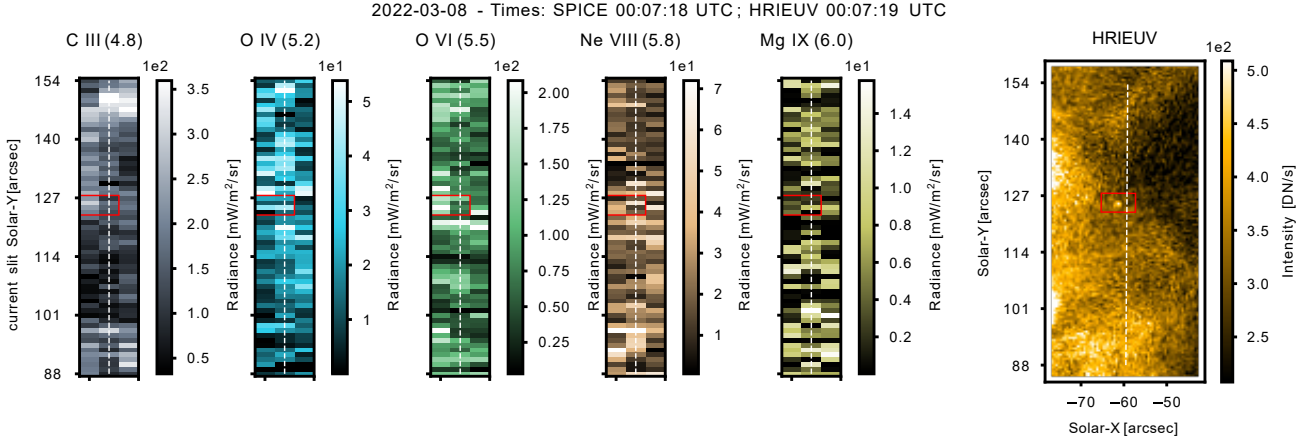 2022-03-08 - Times: SPICE 00:07:18 UTC; HRIEUV 00:07:19 UTC
C III (4.8)
O IV (5.2)
O VI (5.5)
Ne VIII (5.8)
Mg IX (6.0)
HRIEUV
1e2
1e1
1e2
1e1
1e1
1e2
current slit Solar-Y[arcsec]
154
140
127
114
101
88
3.5
3.0
2.5
2.0
1.5
1.0
0.5
Radiance [mW/m²/sr]
5
4
3
2
1
Radiance [mW/m²/sr]
2.00
1.75
1.50
1.25
1.00
0.75
0.50
0.25
Radiance [mW/m²/sr]
7
6
5
4
3
2
1
Radiance [mW/m²/sr]
1.4
1.2
1.0
0.8
0.6
0.4
0.2
Radiance [mW/m²/sr]
Solar-Y [arcsec]
154
140
127
114
101
88
−70 −60 −50
Solar-X [arcsec]
5.0
4.5
4.0
3.5
3.0
2.5
Intensity [DN/s]